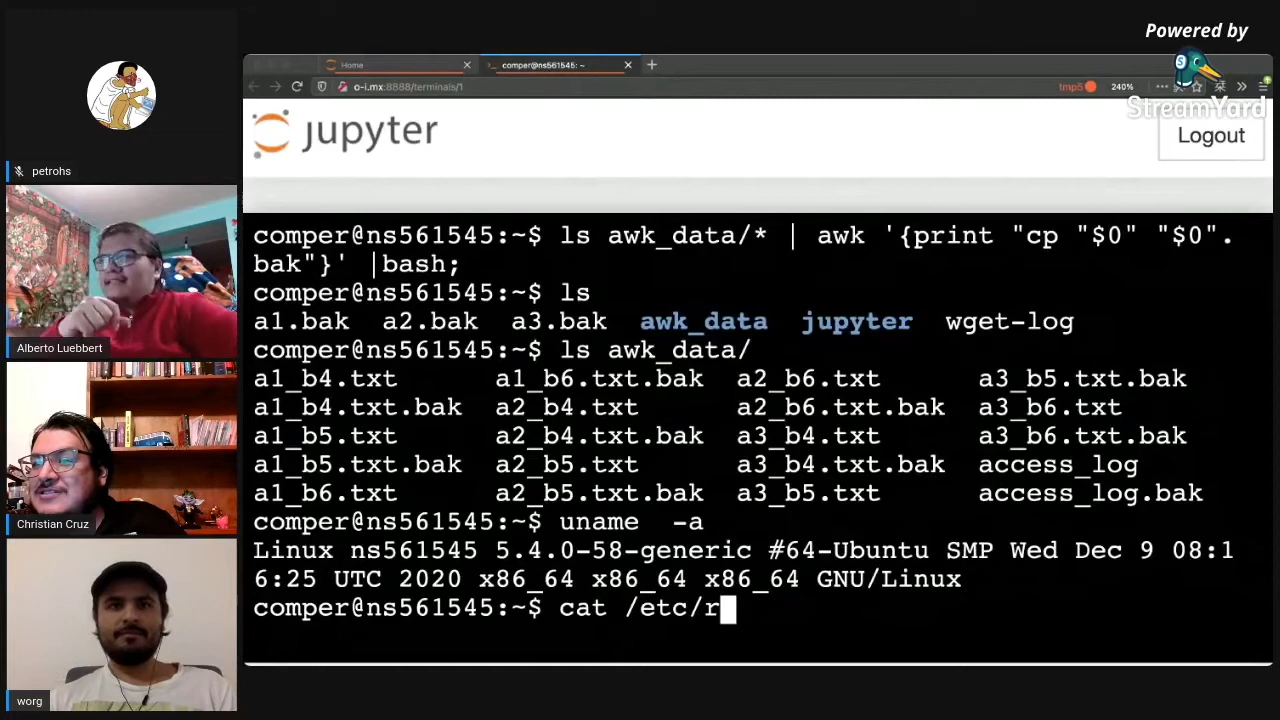 Powered by
StreamYard
petrohs
Alberto Luebbert
Christian Cruz
worg
Home
comper@ns561545: ~
o-i.mx:8888/terminals/1
tmp5
240%
jupyter
Logout
comper@ns561545:~$ ls awk_data/* | awk '{print "cp "$0" "$0".
bak"}' |bash;
comper@ns561545:~$ ls
a1.bak a2.bak a3.bak awk_data jupyter wget-log
comper@ns561545:~$ ls awk_data/
a1_b4.txt a1_b6.txt.bak a2_b6.txt a3_b5.txt.bak
a1_b4.txt.bak a2_b4.txt a2_b6.txt.bak a3_b6.txt
a1_b5.txt a2_b4.txt.bak a3_b4.txt a3_b6.txt.bak
a1_b5.txt.bak a2_b5.txt a3_b4.txt.bak access_log
a1_b6.txt a2_b5.txt.bak a3_b5.txt access_log.bak
comper@ns561545:~$ uname  -a
Linux ns561545 5.4.0-58-generic #64-Ubuntu SMP Wed Dec 9 08:1
6:25 UTC 2020 x86_64 x86_64 x86_64 GNU/Linux
comper@ns561545:~$ cat /etc/r